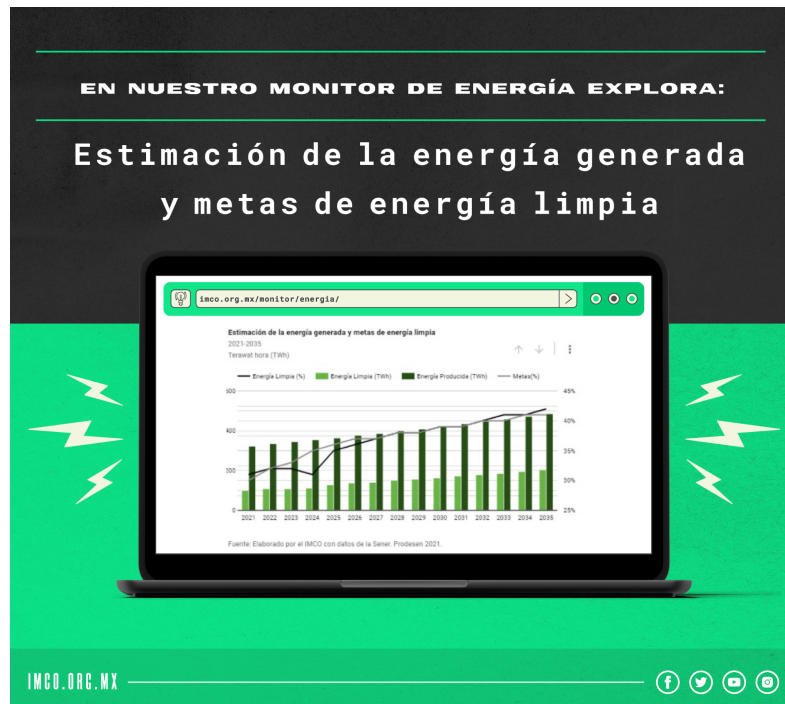 EN NUESTRO MONITOR DE ENERGÍA EXPLORA:
Estimación de la energía generada
y metas de energía limpia
imco.org.mx/monitor/energia/
Estimación de la energía generada y metas de energía limpia
2021-2035
Terawat hora (TWh)
Energía Limpia (%) Energía Limpia (TWh) Energía Producida (TWh) Metas(%)
600 45%
400 40%
35%
200 30%
0 25%
2021 2022 2023 2024 2025 2026 2027 2028 2029 2030 2031 2032 2033 2034 2035
Fuente: Elaborado por el IMCO con datos de la Sener. Prodesen 2021.
IMCO.ORG.MX